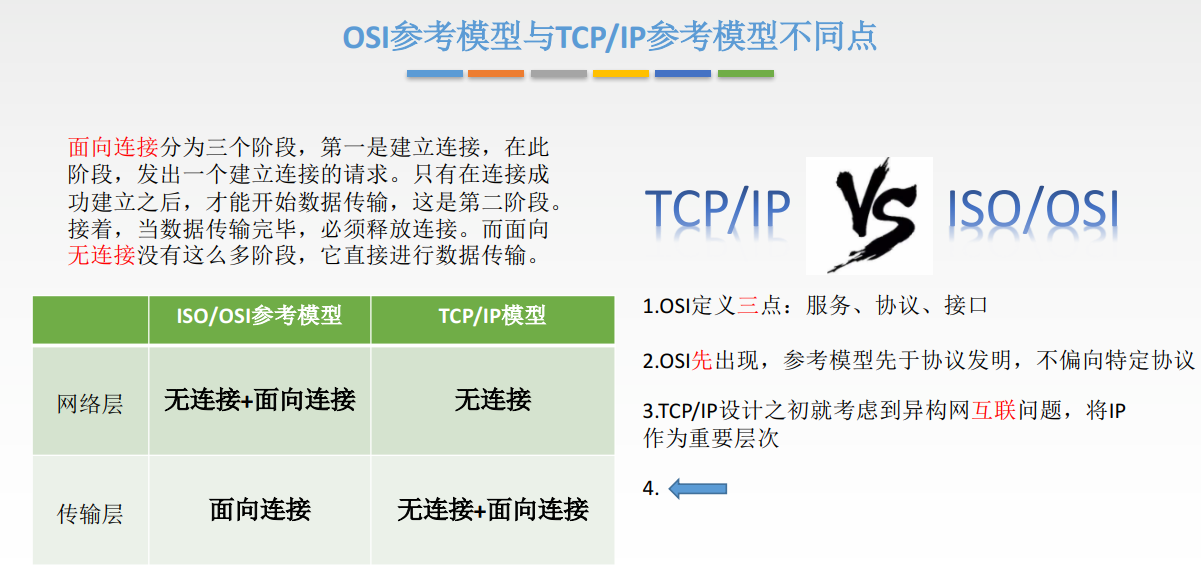 OSI参考模型与TCP/IP参考模型不同点
面向连接分为三个阶段，第一是建立连接，在此
阶段，发出一个建立连接的请求。只有在连接成
功建立之后，才能开始数据传输，这是第二阶段。
接着，当数据传输完毕，必须释放连接。而面向
无连接没有这么多阶段，它直接进行数据传输。
ISO/OSI参考模型 TCP/IP模型
网络层 无连接+面向连接 无连接
传输层 面向连接 无连接+面向连接
TCP/IP VS ISO/OSI
1.OSI定义三点：服务、协议、接口
2.OSI先出现，参考模型先于协议发明，不偏向特定协议
3.TCP/IP设计之初就考虑到异构网互联问题，将IP
作为重要层次
4.